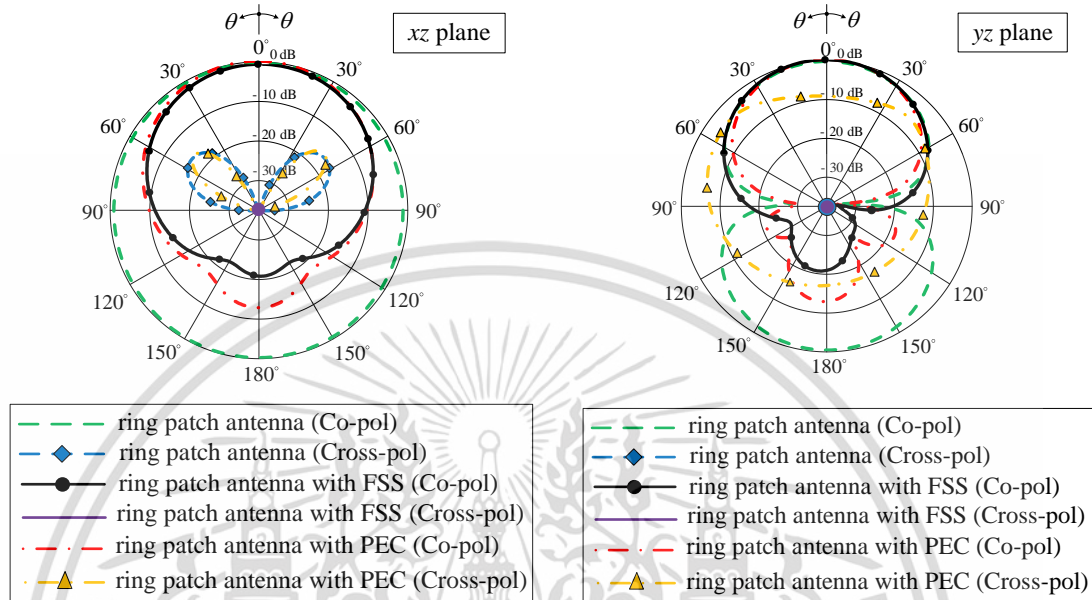 θ θ
xz plane
0° 0 dB
30° 30°
- 10 dB
60° 60°
- 20 dB
- 30 dB
90° 90°
120° 120°
150° 150°
180°
ring patch antenna (Co-pol)
ring patch antenna (Cross-pol)
ring patch antenna with FSS (Co-pol)
ring patch antenna with FSS (Cross-pol)
ring patch antenna with PEC (Co-pol)
ring patch antenna with PEC (Cross-pol)
θ θ
yz plane
0° 0 dB
30° 30°
- 10 dB
60° 60°
- 20 dB
- 30 dB
90° 90°
120° 120°
150° 150°
180°
ring patch antenna (Co-pol)
ring patch antenna (Cross-pol)
ring patch antenna with FSS (Co-pol)
ring patch antenna with FSS (Cross-pol)
ring patch antenna with PEC (Co-pol)
ring patch antenna with PEC (Cross-pol)